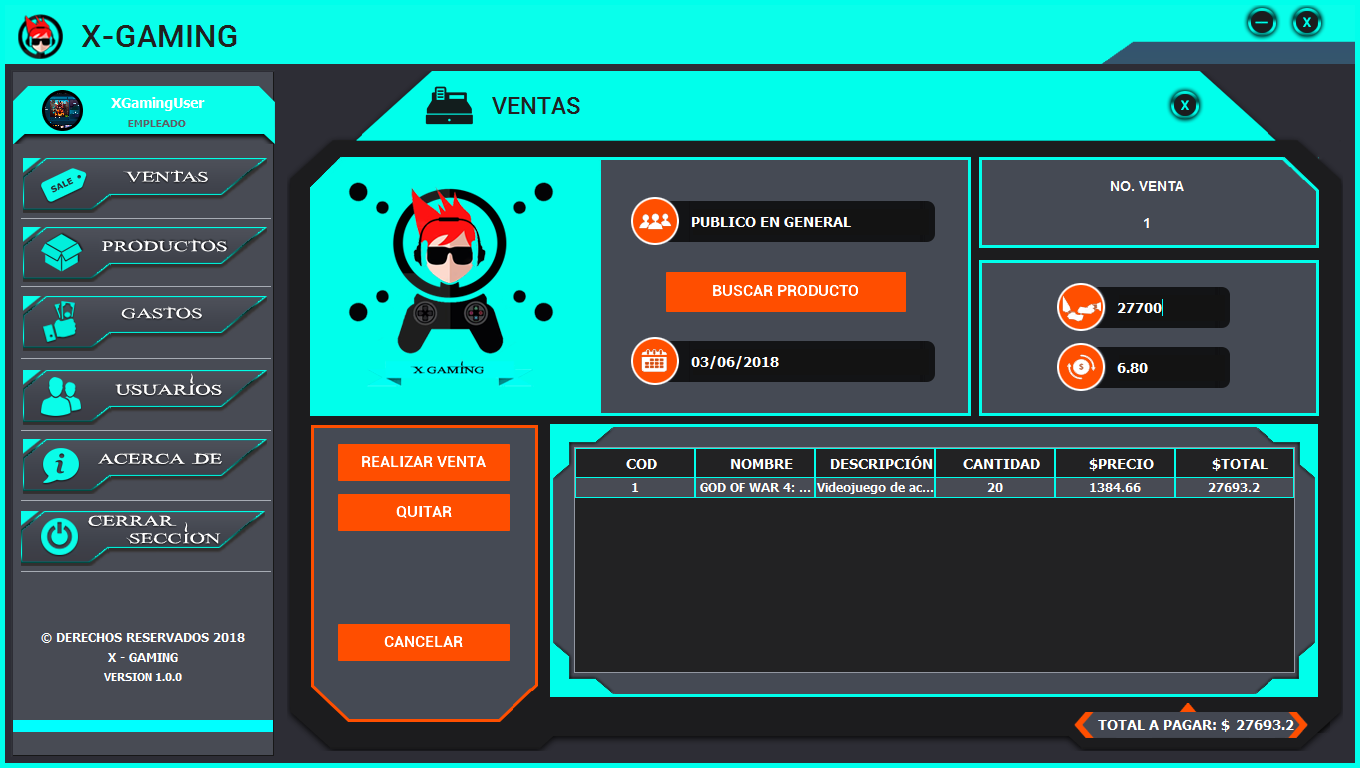 X-GAMING
X
XGamingUser
EMPLEADO
SALE
VENTAS
PRODUCTOS
GASTOS
USUARIOS
i
ACERCA DE
CERRAR
SECCION
© DERECHOS RESERVADOS 2018
X - GAMING
VERSION 1.0.0
VENTAS
X
X GAMING
PUBLICO EN GENERAL
BUSCAR PRODUCTO
03/06/2018
NO. VENTA
1
27700
$
6.80
REALIZAR VENTA
QUITAR
CANCELAR
COD NOMBRE DESCRIPCIÓN CANTIDAD $PRECIO $TOTAL
1 GOD OF WAR 4: ... Videojuego de ac... 20 1384.66 27693.2
TOTAL A PAGAR: $ 27693.2